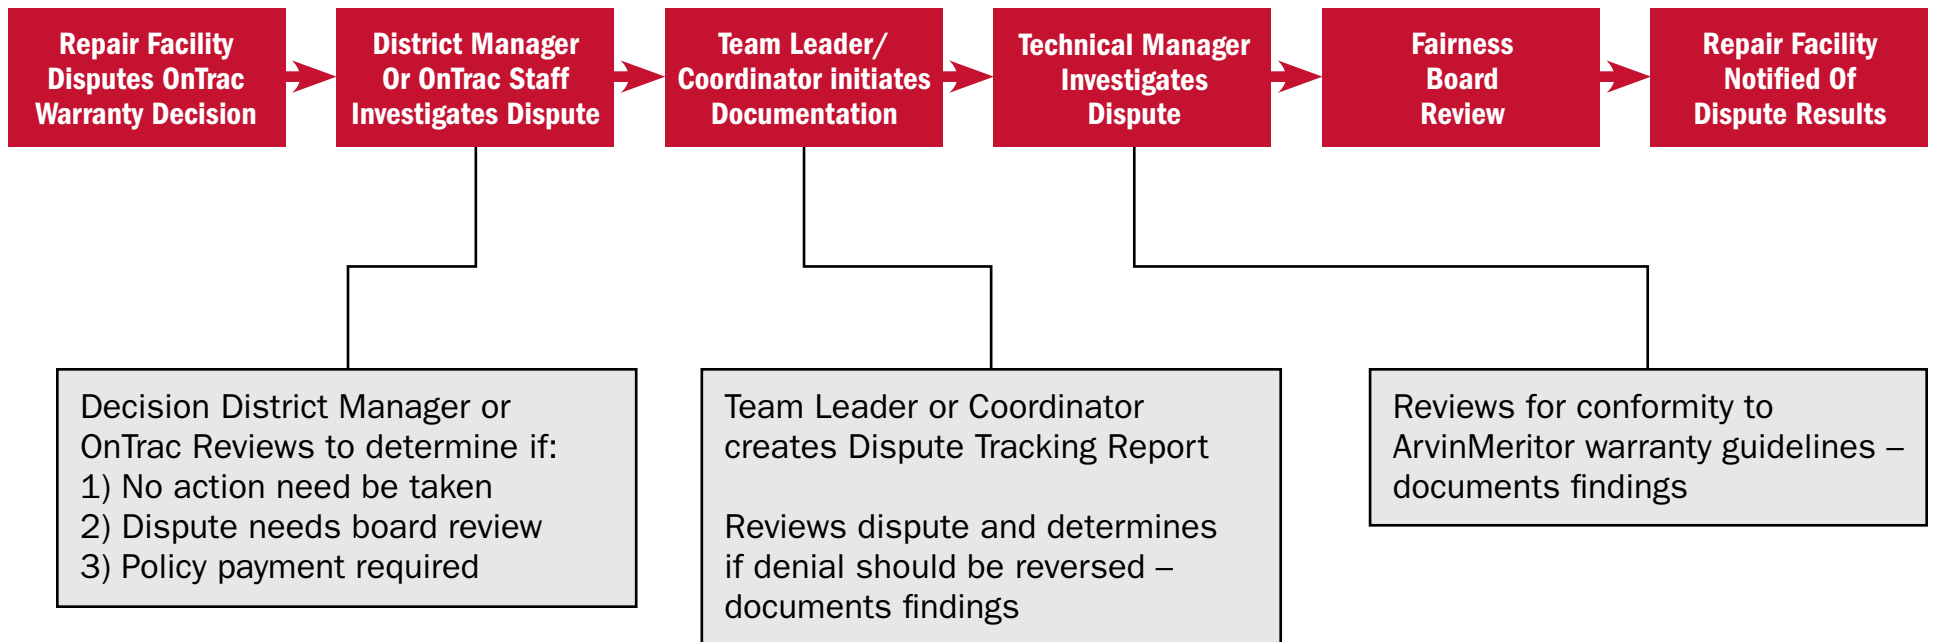 Repair Facility
Disputes OnTrac
Warranty Decision
District Manager
Or OnTrac Staff
Investigates Dispute
Team Leader/
Coordinator initiates
Documentation
Technical Manager
Investigates
Dispute
Fairness
Board
Review
Repair Facility
Notified Of
Dispute Results
Decision District Manager or
OnTrac Reviews to determine if:
1) No action need be taken
2) Dispute needs board review
3) Policy payment required
Team Leader or Coordinator
creates Dispute Tracking Report
Reviews dispute and determines
if denial should be reversed –
documents findings
Reviews for conformity to
ArvinMeritor warranty guidelines –
documents findings